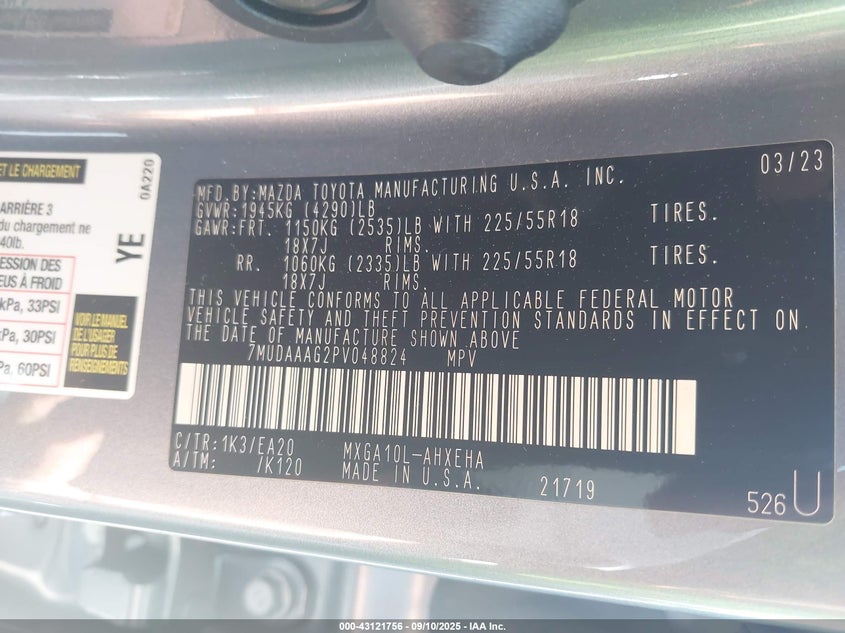 ET LE CHARGEMENT
0A220
ARRIÈRE 3
du chargement ne
40lb.
YE
ESSION DES
EUS À FROID
kPa, 33PSI
kPa, 30PSI
Pa, 60PSI
VOIR LE MANUEL
DE L'USAGER
POUR PLUS DE
RENSEIGNEMENTS
03/23
MFD.BY:MAZDA TOYOTA MANUFACTURING U.S.A. INC.
GVWR:1945KG (4290)LB
GAWR:FRT. 1150KG (2535)LB WITH 225/55R18 TIRES.
18X7J RIMS.
RR. 1060KG (2335)LB WITH 225/55R18 TIRES.
18X7J RIMS.
THIS VEHICLE CONFORMS TO ALL APPLICABLE FEDERAL MOTOR
VEHICLE SAFETY AND THEFT PREVENTION STANDARDS IN EFFECT ON
THE DATE OF MANUFACTURE SHOWN ABOVE
7MUDAAAG2PV048824 MPV
C/TR:1K3/EA20 MXGA10L-AHXEHA
A/TM: /K120 MADE IN U.S.A. 21719
526 U
000-43121756 - 09/10/2025 - IAA Inc.